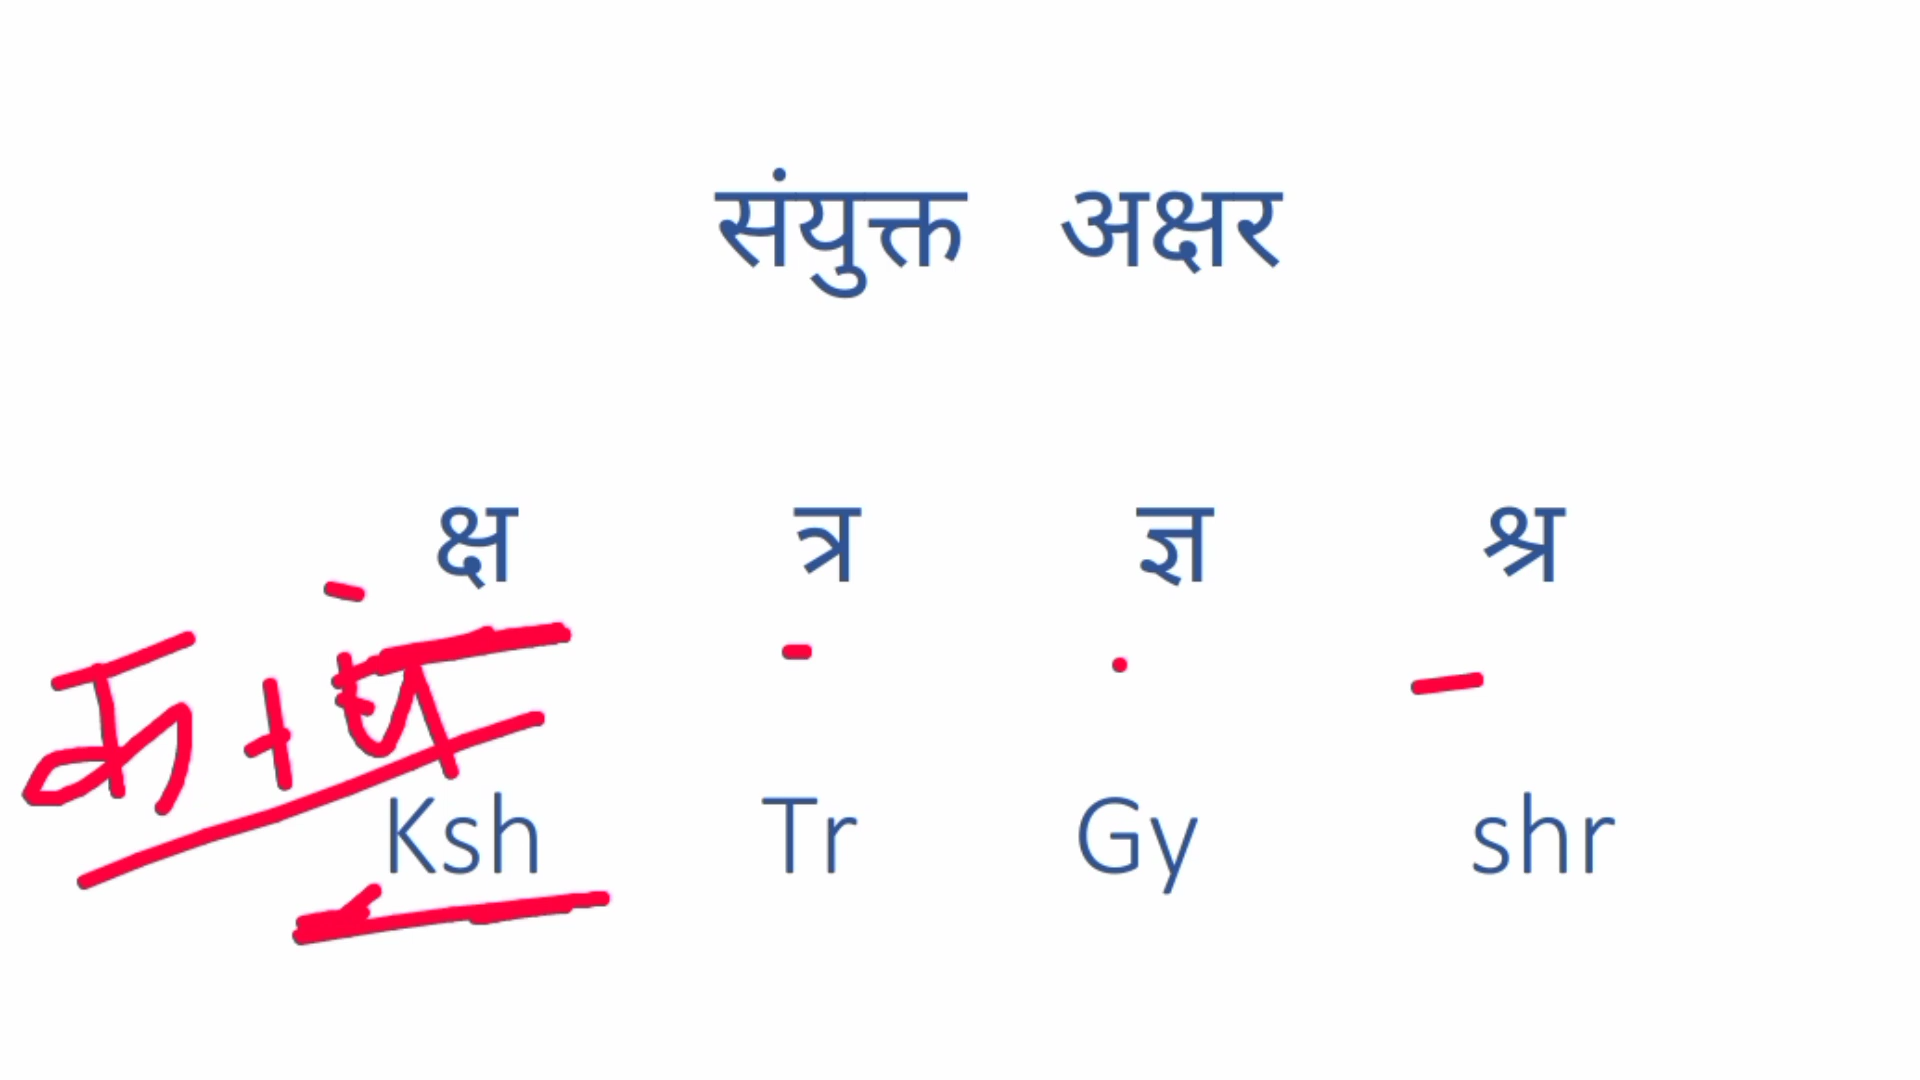 संयुक्त अक्षर
क्ष त्र ज्ञ श्र
क + ष
Ksh Tr Gy shr